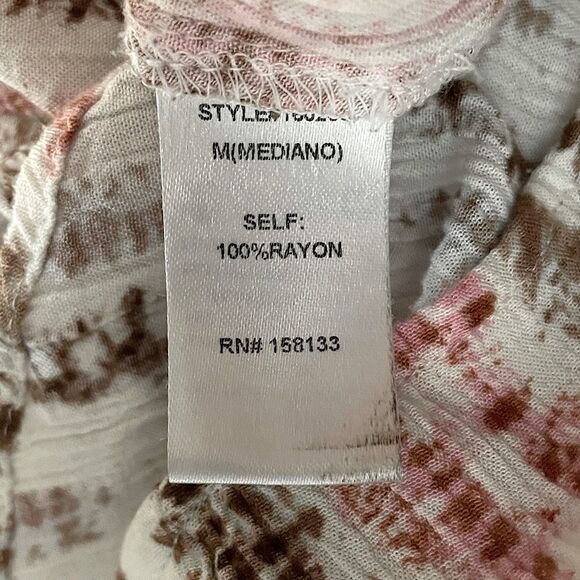 STYLE#
M(MEDIANO)
SELF:
100%RAYON
RN# 158133